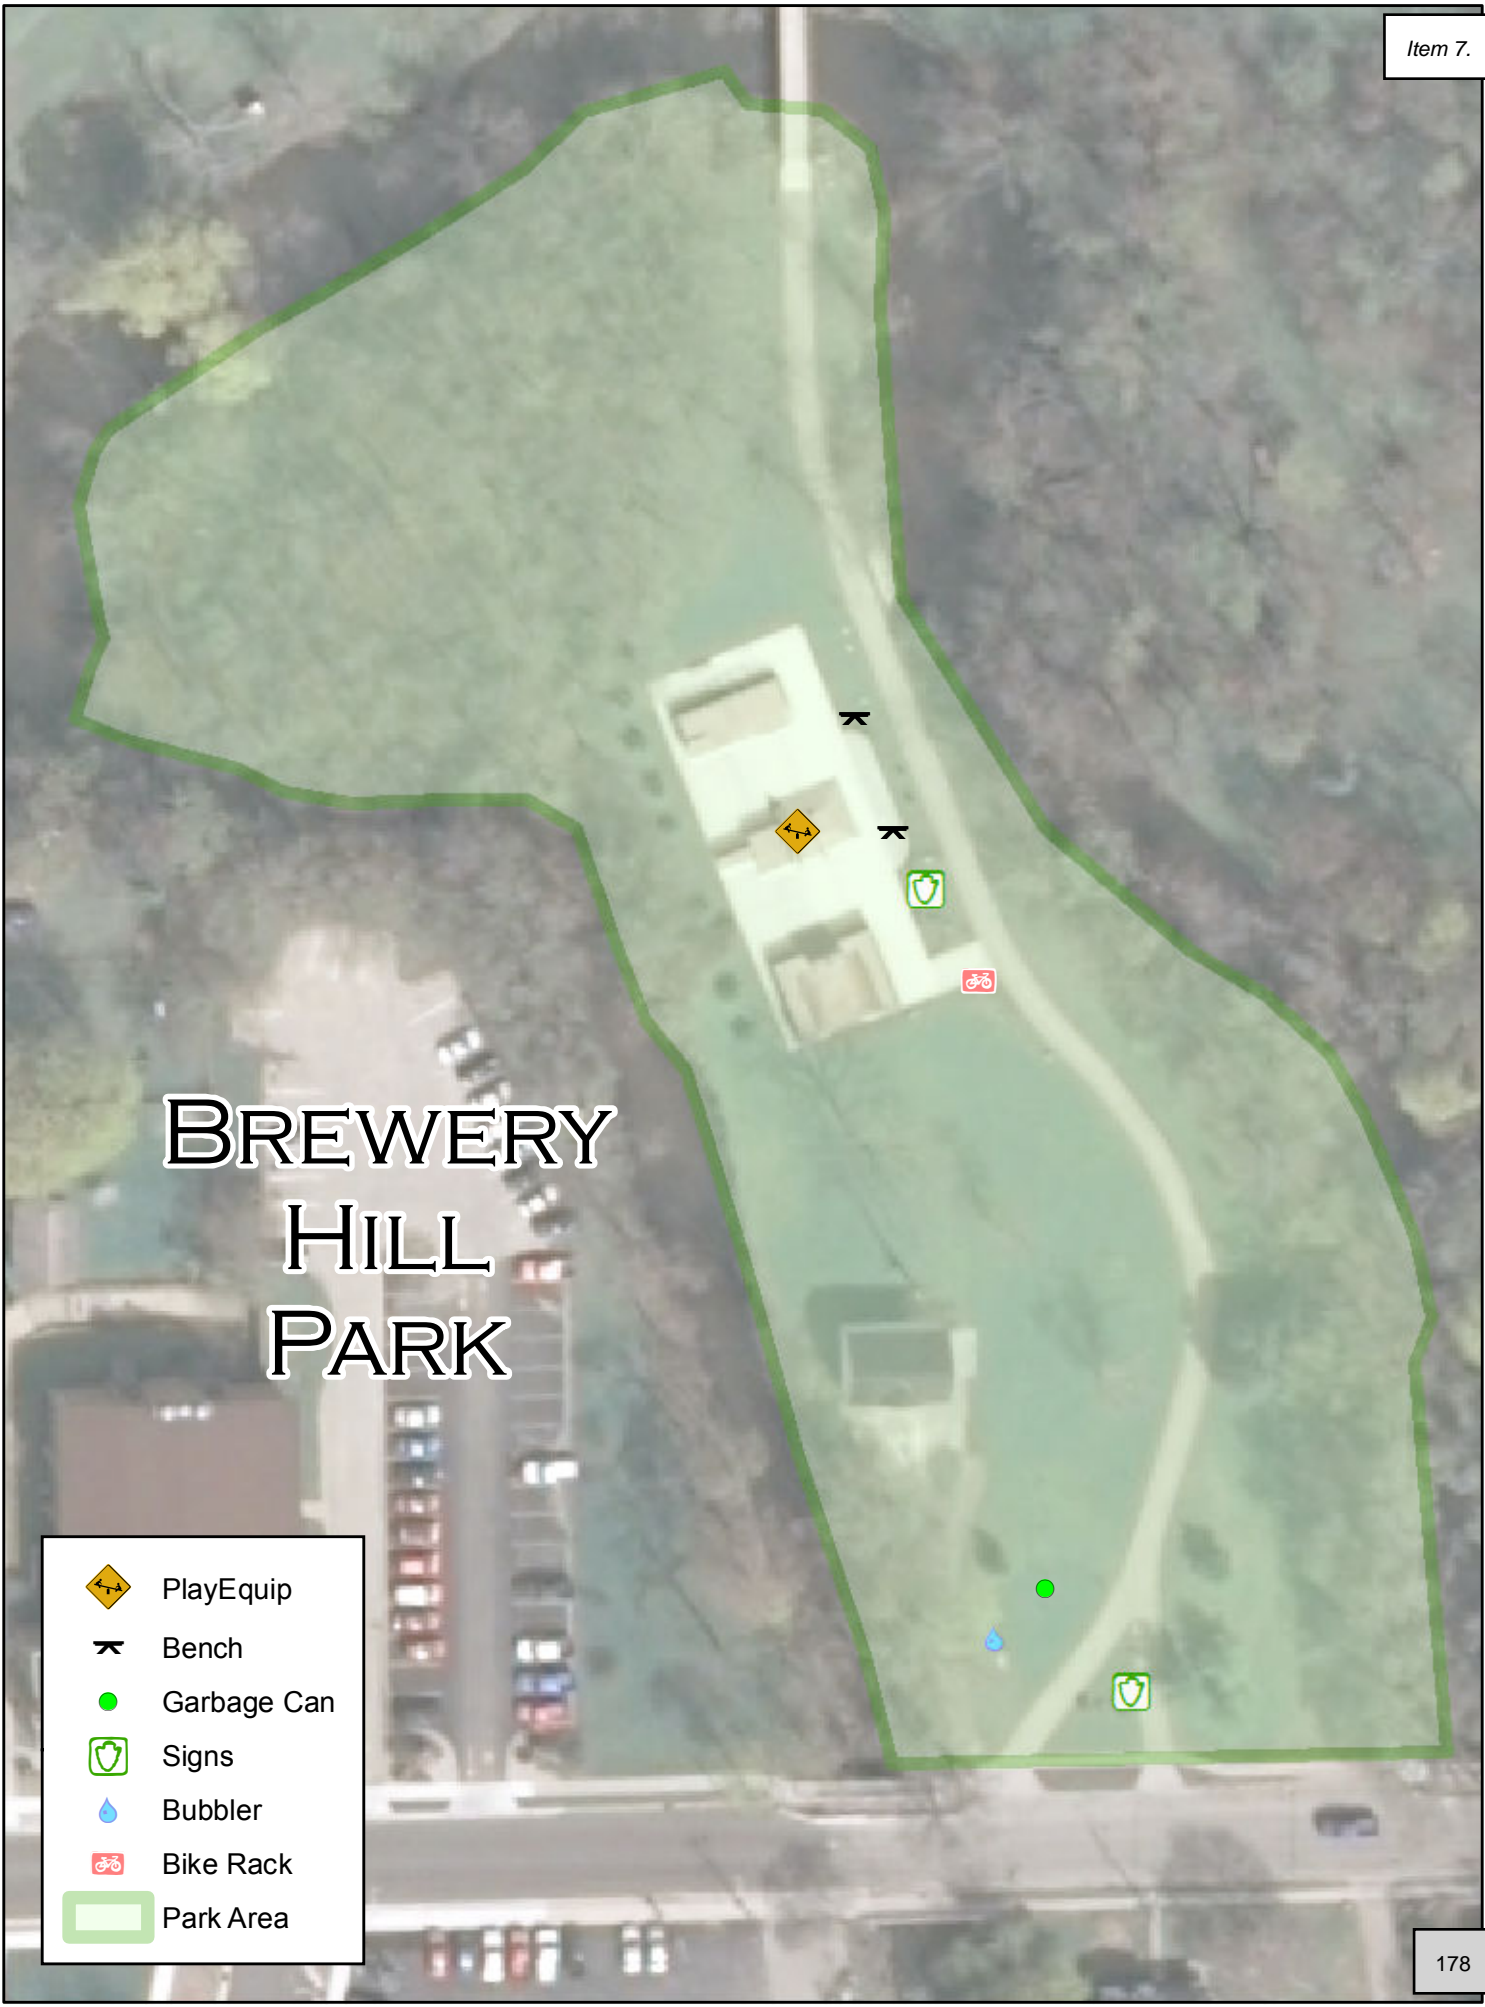 Item 7.
BREWERY
HILL
PARK
PlayEquip
Bench
Garbage Can
Signs
Bubbler
Bike Rack
Park Area
178